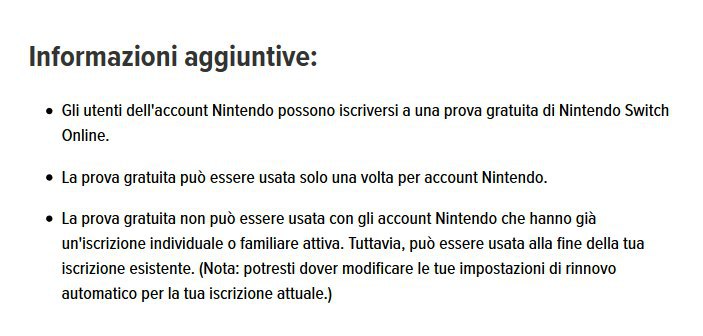 Informazioni aggiuntive:
• Gli utenti dell'account Nintendo possono iscriversi a una prova gratuita di Nintendo Switch
Online.
• La prova gratuita può essere usata solo una volta per account Nintendo.
• La prova gratuita non può essere usata con gli account Nintendo che hanno già
un'iscrizione individuale o familiare attiva. Tuttavia, può essere usata alla fine della tua
iscrizione esistente. (Nota: potresti dover modificare le tue impostazioni di rinnovo
automatico per la tua iscrizione attuale.)